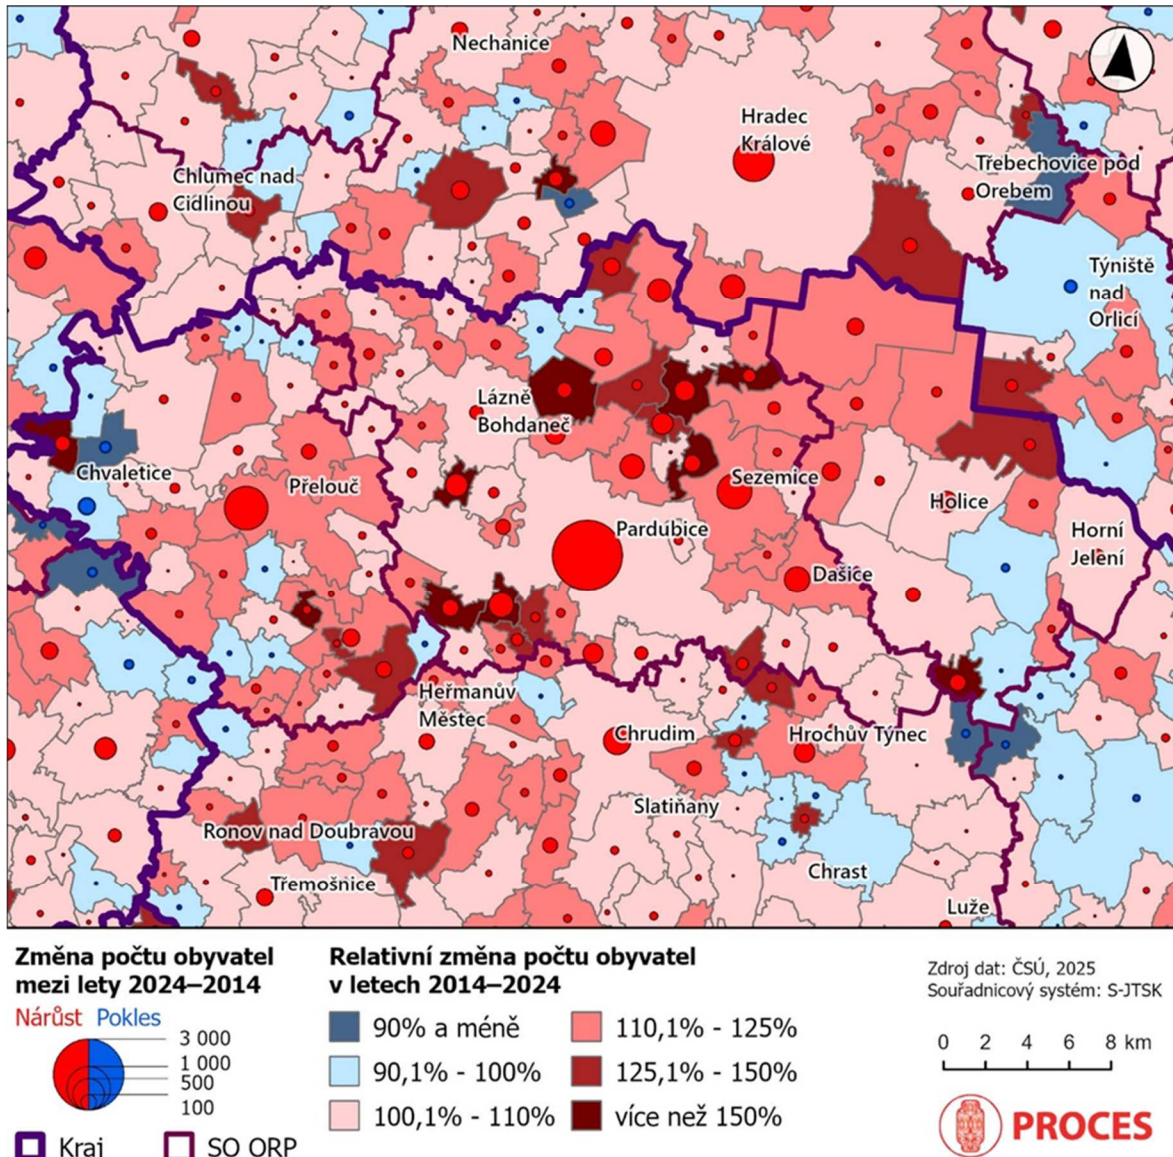 Nechanice
Hradec
Králové
Třebechovice pod
Orebem
Chlumec nad
Cidlinou
Týniště
nad
Orlicí
Lázně
Bohdaneč
Chvaletice
Přelouč
Sezemice
Holice
Pardubice
Horní
Jelení
Dašice
Heřmanův
Městec
Chrudim
Hrochův Týnec
Slatiňany
Ronov nad Doubravou
Třemošnice
Chrast
Luže
Změna počtu obyvatel
mezi lety 2024–2014
Nárůst Pokles
3 000
1 000
500
100
Kraj
SO ORP
Relativní změna počtu obyvatel
v letech 2014–2024
90% a méně
90,1% - 100%
100,1% - 110%
110,1% - 125%
125,1% - 150%
více než 150%
Zdroj dat: ČSÚ, 2025
Souřadnicový systém: S-JTSK
0 2 4 6 8 km
PROCES